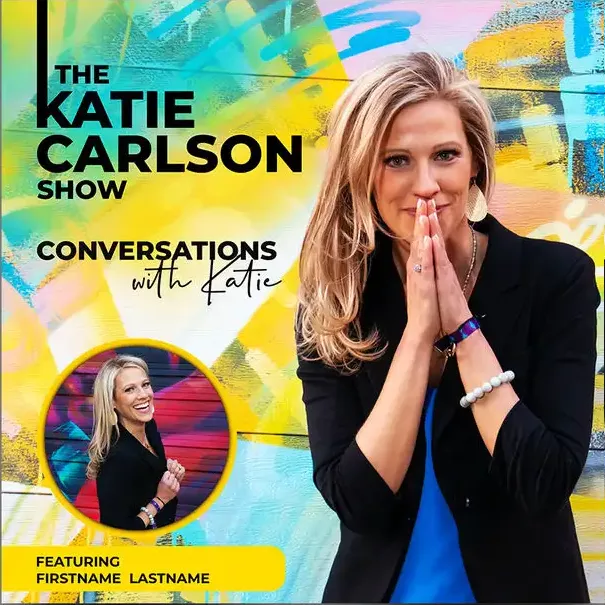 THE
KATIE
CARLSON
SHOW
CONVERSATIONS
with Katie
FEATURING
FIRSTNAME LASTNAME